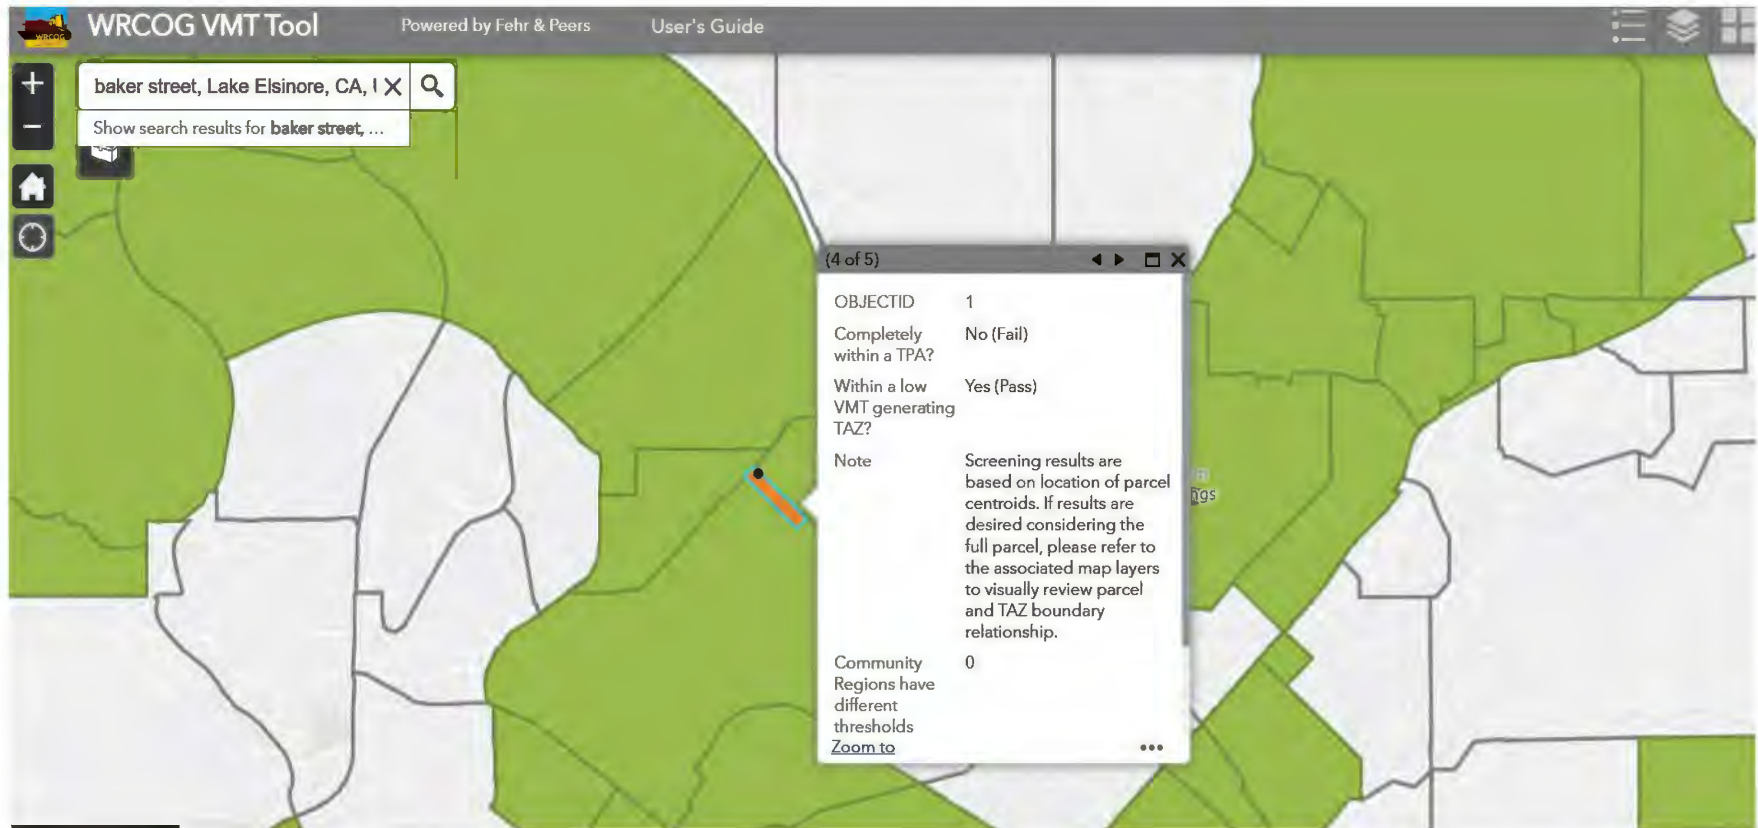 WRCOG
WRCOG VMT Tool
Powered by Fehr & Peers
User's Guide
baker street, Lake Elsinore, CA,
Show search results for baker street, ...
(4 of 5)
OBJECTID 1
Completely No (Fail)
within a TPA?
Within a low Yes (Pass)
VMT generating
TAZ?
Note Screening results are
based on location of parcel
centroids. If results are
desired considering the
full parcel, please refer to
the associated map layers
to visually review parcel
and TAZ boundary
relationship.
Community 0
Regions have
different
thresholds
Zoom to
ngs